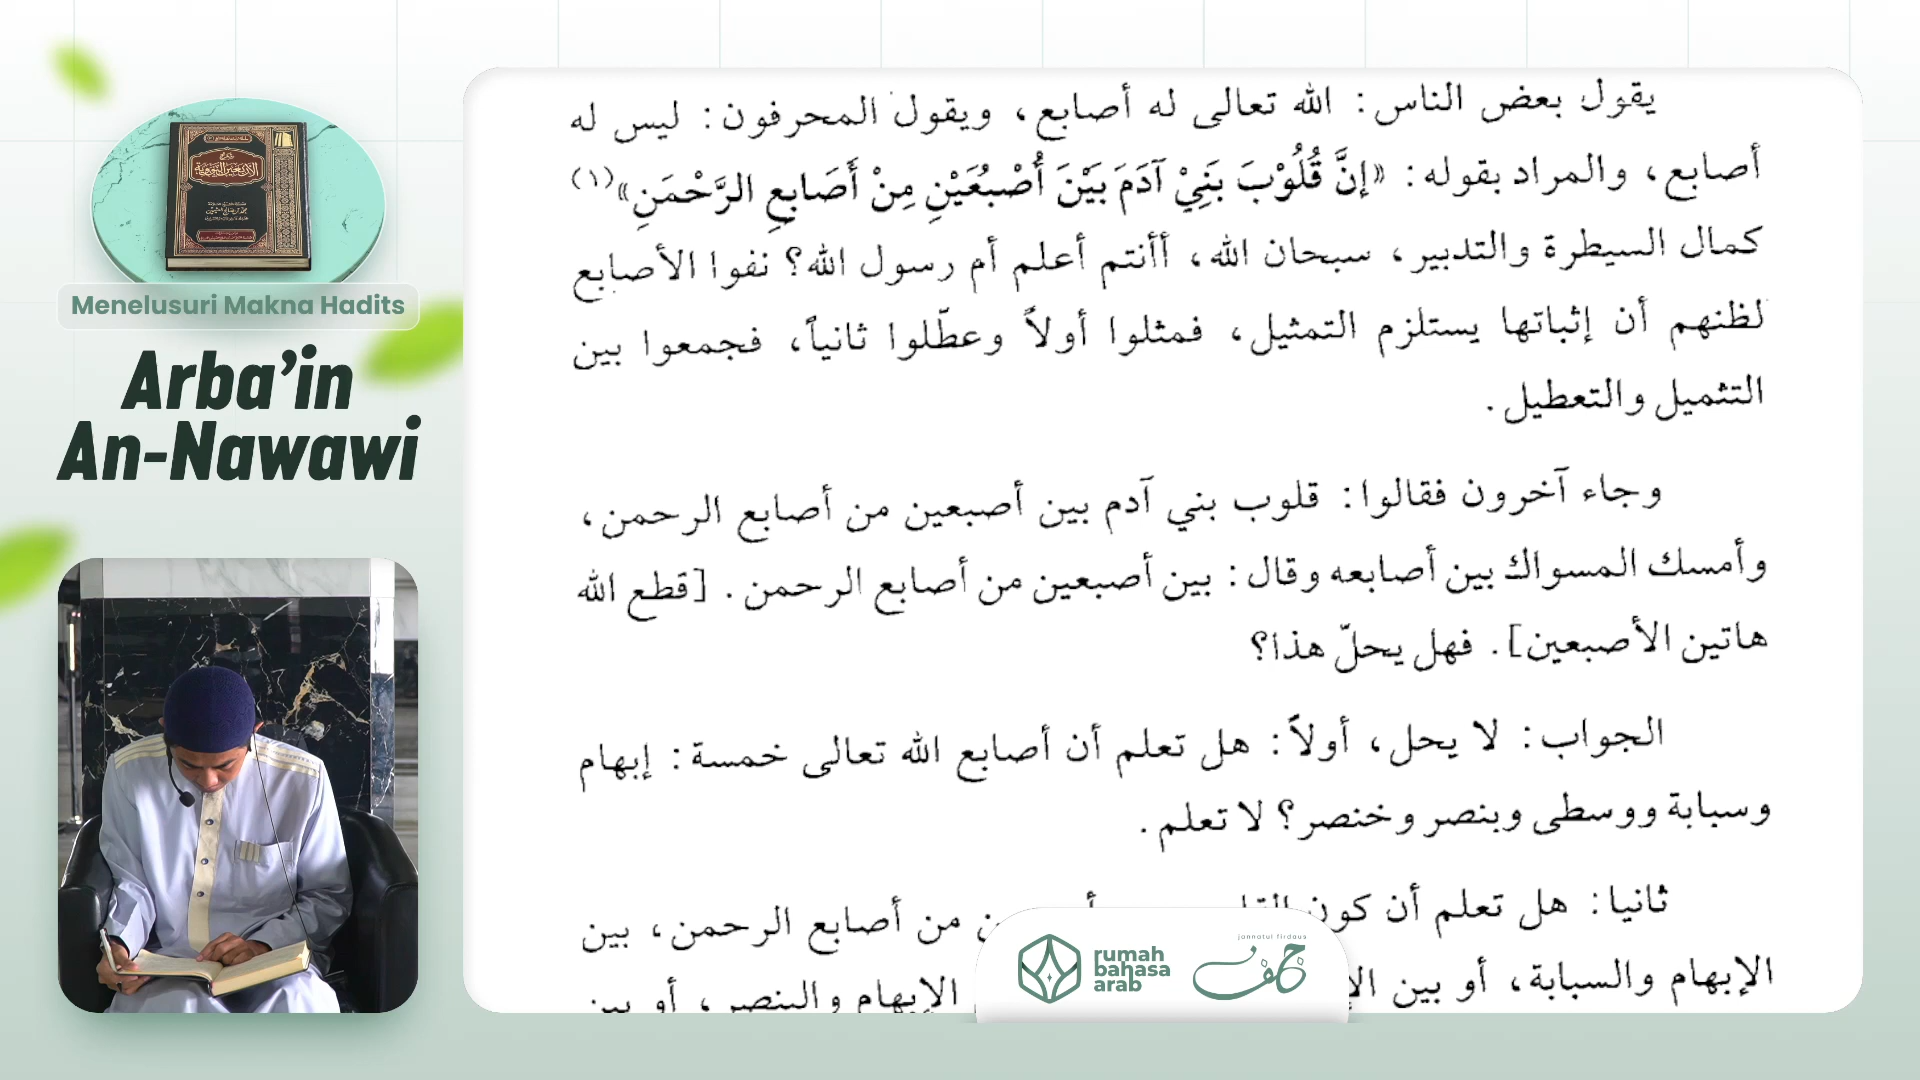 Menelusuri Makna Hadits
Arba’in
An-Nawawi
يقول بعض الناس: الله تعالى له أصابع، ويقول المحرفون: ليس له
أصابع، والمراد بقوله: «إنَّ قُلُوْبَ بَنِيْ آدَمَ بَيْنَ أُصْبُعَيْنِ مِنْ أَصَابِعِ الرَّحْمَنِ»(١)
كمال السيطرة والتدبير، سبحان الله، أأنتم أعلم أم رسول الله؟ نفوا الأصابع
لظنهم أن إثباتها يستلزم التمثيل، فمثلوا أولاً وعطّلوا ثانياً، فجمعوا بين
التثميل والتعطيل.
وجاء آخرون فقالوا: قلوب بني آدم بين أصبعين من أصابع الرحمن،
وأمسك المسواك بين أصابعه وقال: بين أصبعين من أصابع الرحمن. [قطع الله
هاتين الأصبعين]. فهل يحلّ هذا؟
الجواب: لا يحل، أولاً: هل تعلم أن أصابع الله تعالى خمسة: إبهام
وسبابة ووسطى وبنصر وخنصر؟ لا تعلم.
ثانيا: هل تعلم أن كون من أصابع الرحمن، بين
الإبهام والسبابة، أو بين الإبهام والبنصر، أو بين
rumah
bahasa
arab
jannatul firdaus